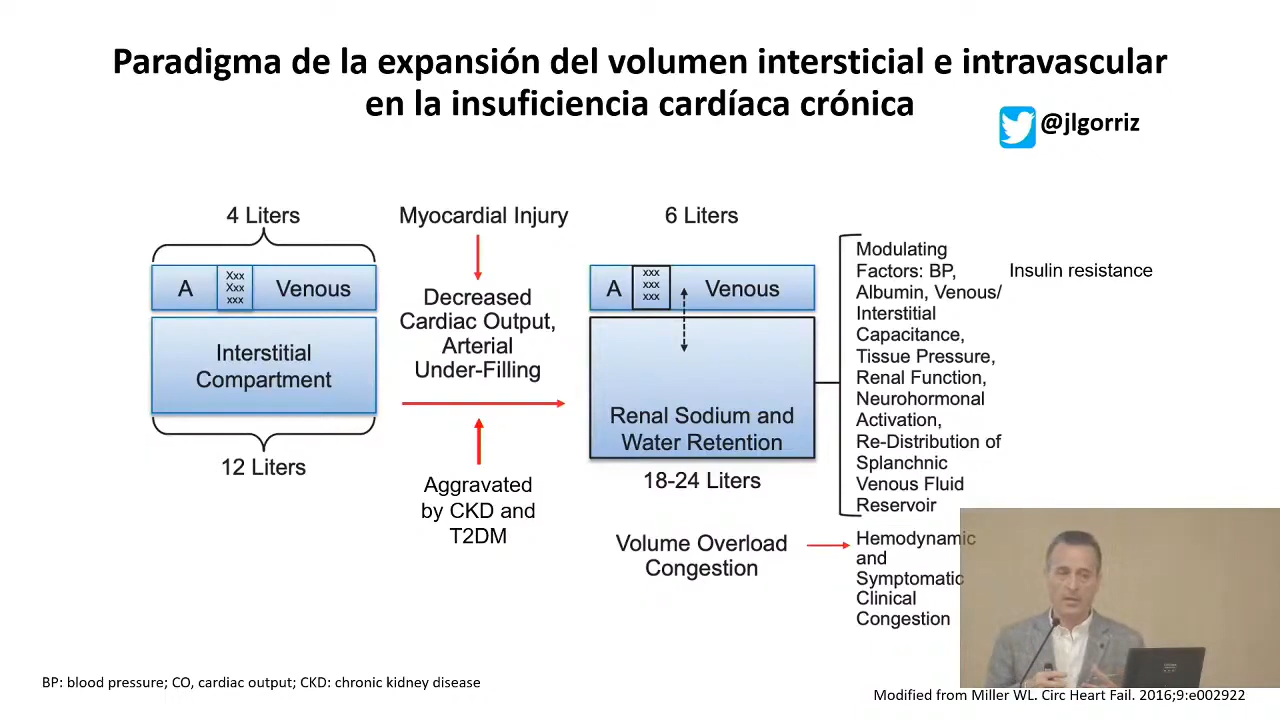 Paradigma de la expansión del volumen intersticial e intravascular
en la insuficiencia cardíaca crónica
@jlgorriz
4 Liters
A
Xxx
Xxx
xxx
Venous
Interstitial
Compartment
12 Liters
Myocardial Injury
Decreased
Cardiac Output,
Arterial
Under-Filling
Aggravated
by CKD and
T2DM
6 Liters
A
xxx
xxx
xxx
Venous
Renal Sodium and
Water Retention
18-24 Liters
Volume Overload
Congestion
Modulating
Factors: BP,
Albumin, Venous/
Interstitial
Capacitance,
Tissue Pressure,
Renal Function,
Neurohormonal
Activation,
Re-Distribution of
Splanchnic
Venous Fluid
Reservoir
Insulin resistance
Hemodynamic
and
Symptomatic
Clinical
Congestion
BP: blood pressure; CO, cardiac output; CKD: chronic kidney disease
Modified from Miller WL. Circ Heart Fail. 2016;9:e002922